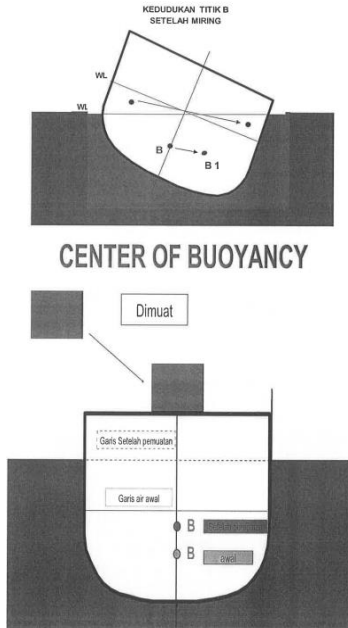 KEDUDUKAN TITIK B
SETELAH MIRING
WL
WL
B
B 1
CENTER OF BUOYANCY
Dimuat
Garis Setelah pemuatan
Garis air awal
B
B awal